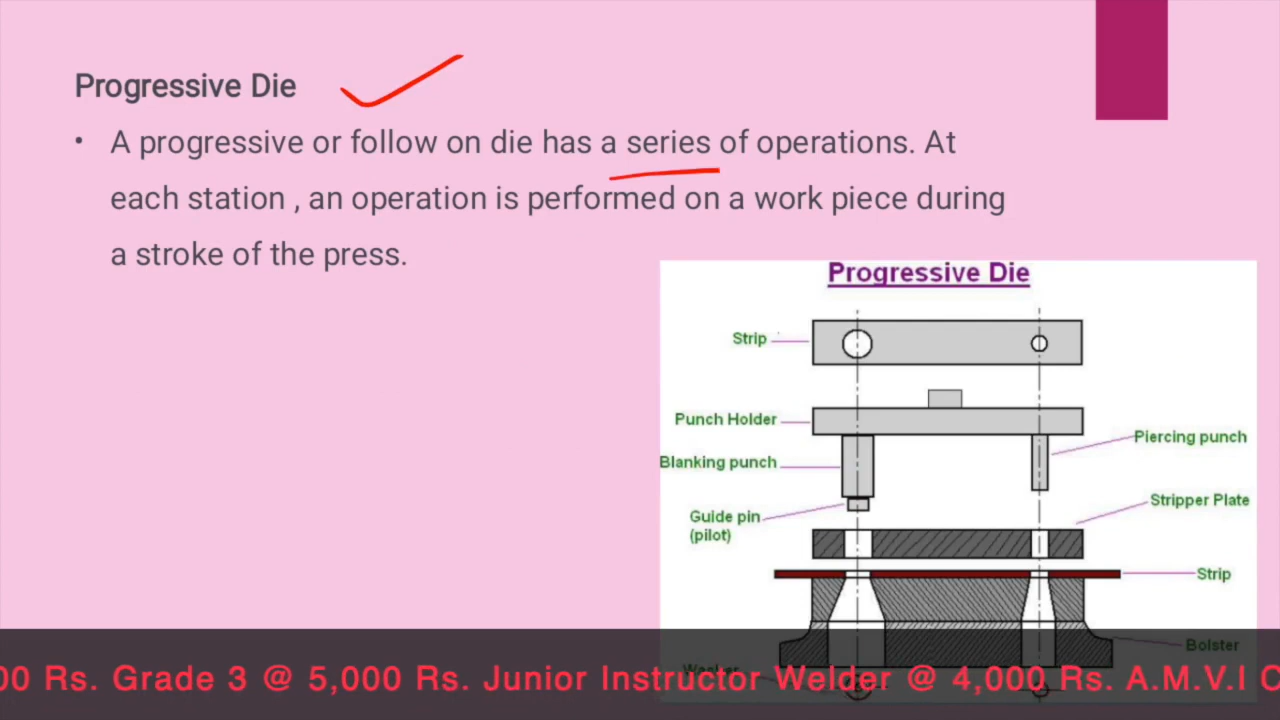 Progressive Die
• A progressive or follow on die has a series of operations. At
each station , an operation is performed on a work piece during
a stroke of the press.
Progressive Die
Strip
Punch Holder
Piercing punch
Blanking punch
Stripper Plate
Guide pin
(pilot)
Strip
Bolster
Washer
00 Rs. Grade 3 @ 5,000 Rs. Junior Instructor Welder @ 4,000 Rs. A.M.V.I